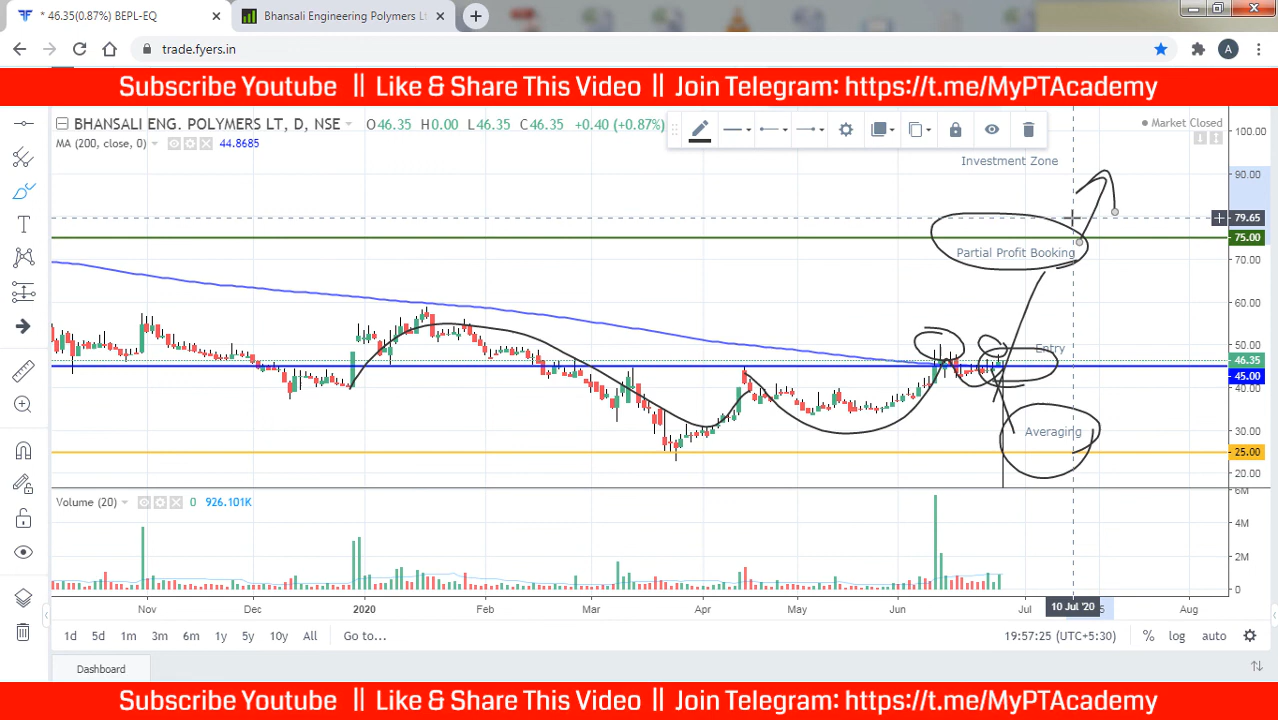 * 46.35(0.87%) BEPL-EQ
Bhansali Engineering Polymers Lt
trade.fyers.in
A
Subscribe Youtube || Like & Share This Video || Join Telegram: https://t.me/MyPTAcademy
BHANSALI ENG. POLYMERS LT, D, NSE
O46.35 H0.00 L46.35 C46.35 +0.40 (+0.87%)
Market Closed
MA (200, close, 0) 44.8685
Investment Zone
Partial Profit Booking
Entry
Averaging
100.00
90.00
79.65
75.00
70.00
60.00
50.00
46.35
45.00
40.00
30.00
25.00
20.00
Volume (20) 0 926.101K
6M
4M
2M
0
Nov Dec 2020 Feb Mar Apr May Jun Jul 10 Jul '20 Aug
1d 5d 1m 3m 6m 1y 5y 10y All Go to...
19:57:25 (UTC+5:30) % log auto
Dashboard
Subscribe Youtube || Like & Share This Video || Join Telegram: https://t.me/MyPTAcademy